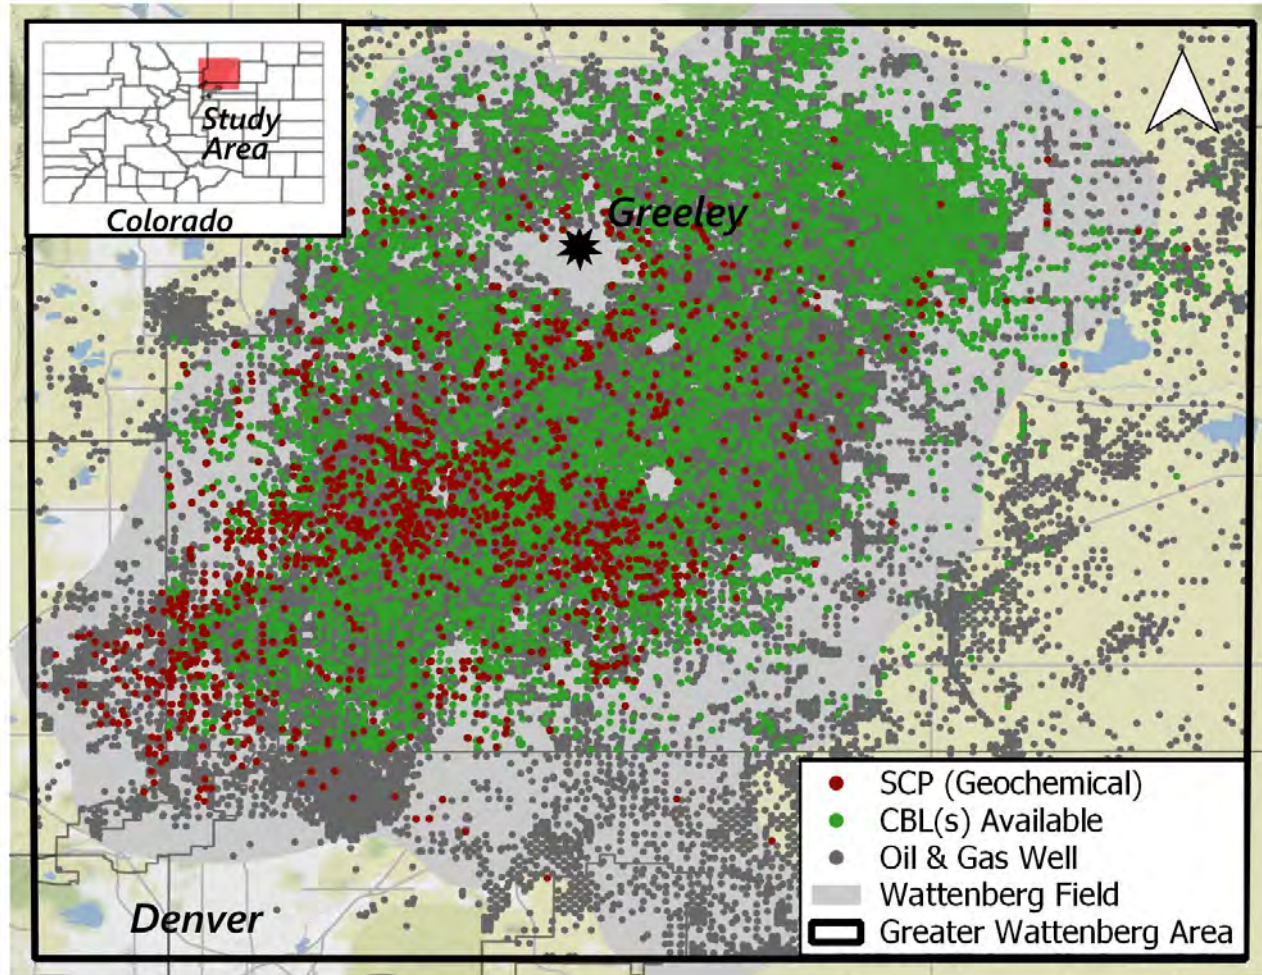 Study
Area
Colorado
Greeley
Denver
SCP (Geochemical)
CBL(s) Available
Oil & Gas Well
Wattenberg Field
Greater Wattenberg Area